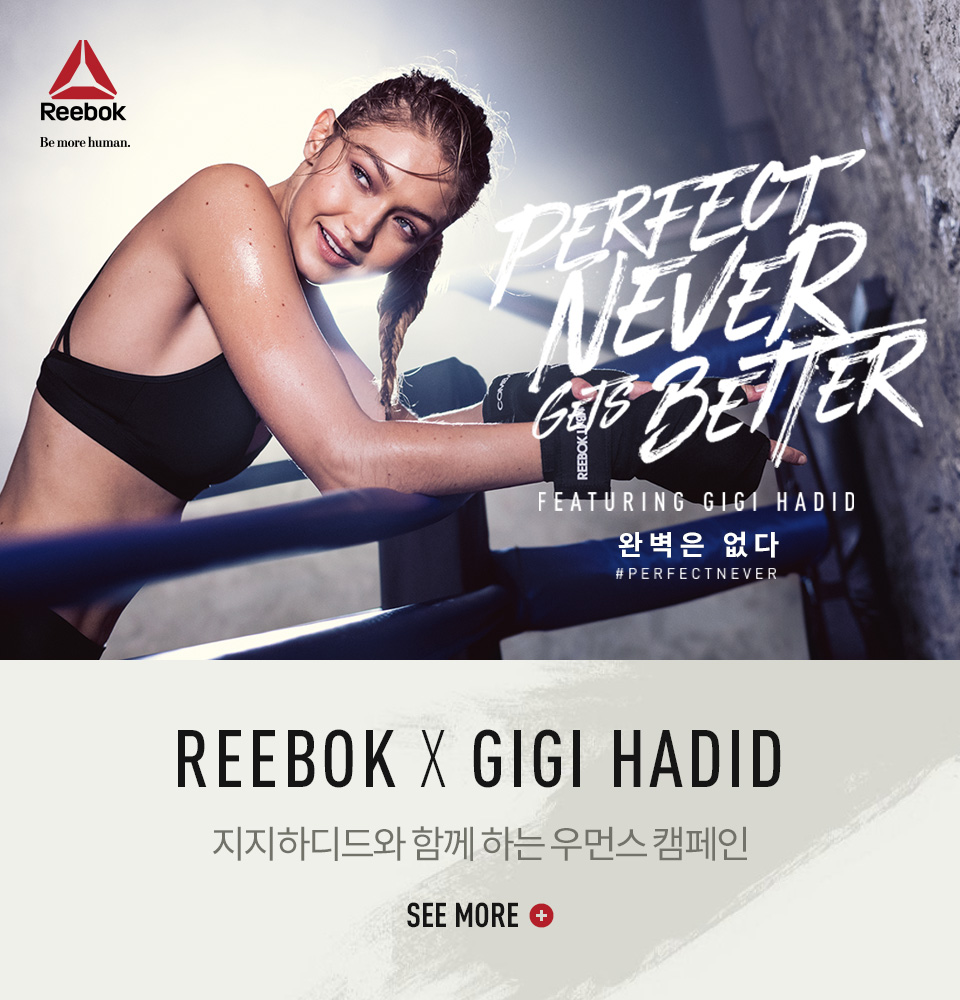 Reebok
Be more human.
PERFECT
NEVER
GETS BETTER
COMB
REEBOK
FEATURING GIGI HADID
완벽은 없다
#PERFECTNEVER
REEBOK X GIGI HADID
지지하디드와 함께 하는 우먼스 캠페인
SEE MORE